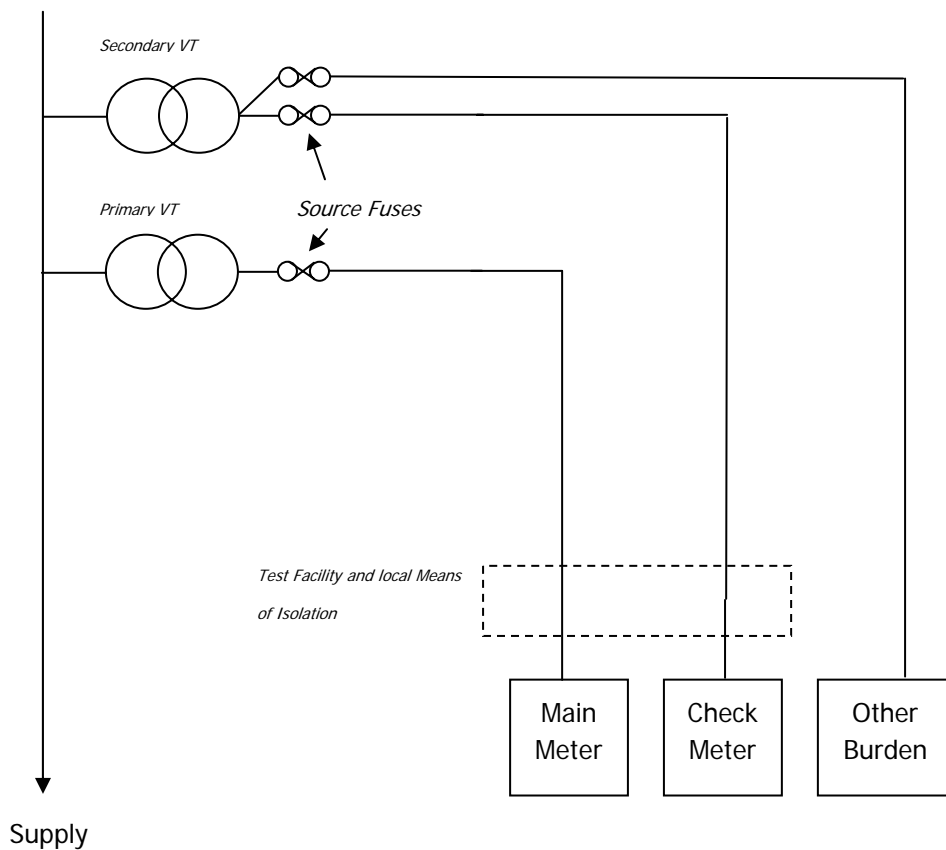 Secondary VT
Primary VT
Source Fuses
Test Facility and local Means
of Isolation
Main
Meter
Check
Meter
Other
Burden
Supply